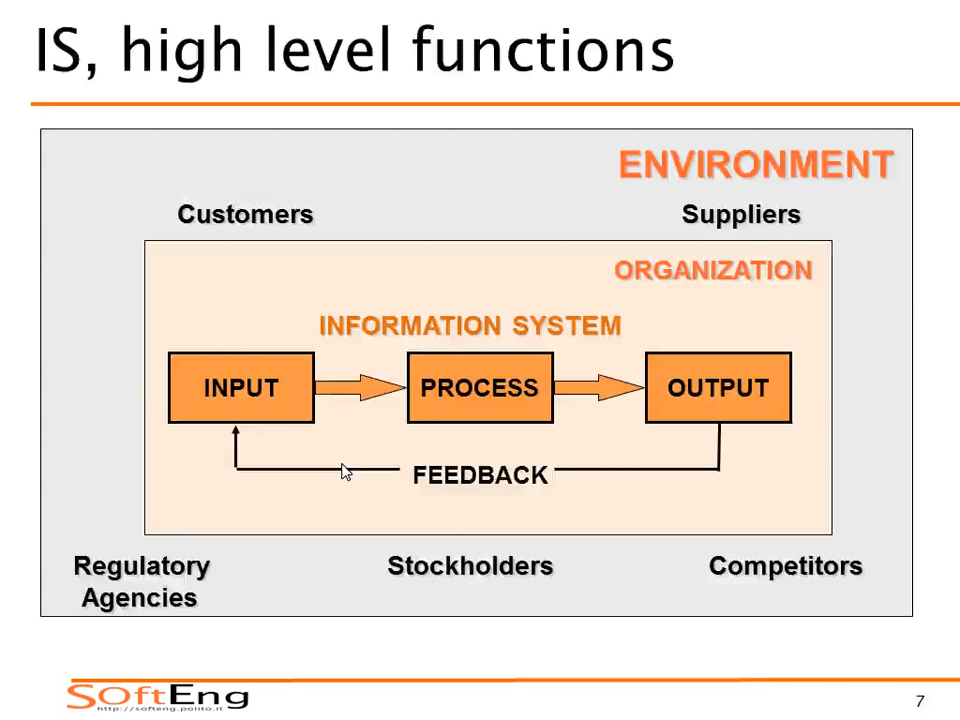 IS, high level functions
ENVIRONMENT
Customers
Suppliers
ORGANIZATION
INFORMATION SYSTEM
INPUT
PROCESS
OUTPUT
FEEDBACK
Regulatory
Agencies
Stockholders
Competitors
SoftEng
http://softeng.polito.it
7